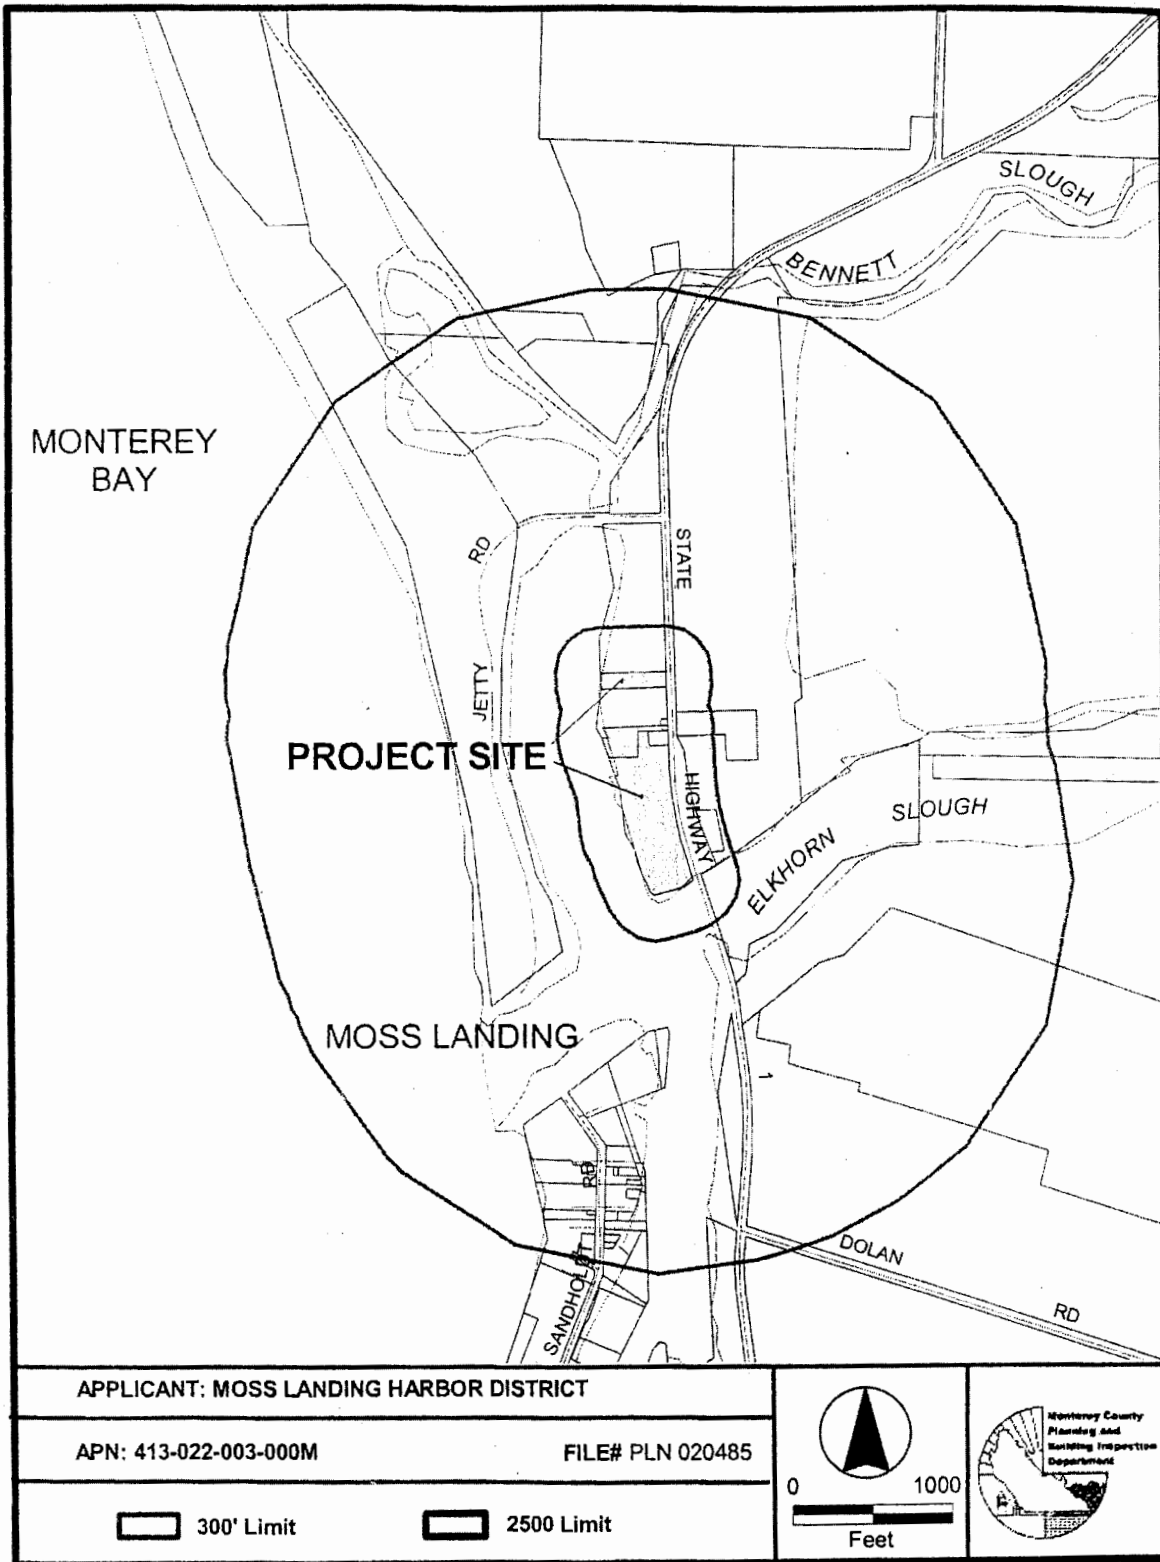 SLOUGH
BENNETT
MONTEREY
BAY
STATE
RD
JETTY
PROJECT SITE
HIGHWAY
SLOUGH
ELKHORN
MOSS LANDING
1
RD
SANDHOLDT
DOLAN
RD
APPLICANT: MOSS LANDING HARBOR DISTRICT
APN: 413-022-003-000M
FILE# PLN 020485
300' Limit
2500 Limit
0 1000
Feet
Monterey County
Planning and
Building Inspection
Department